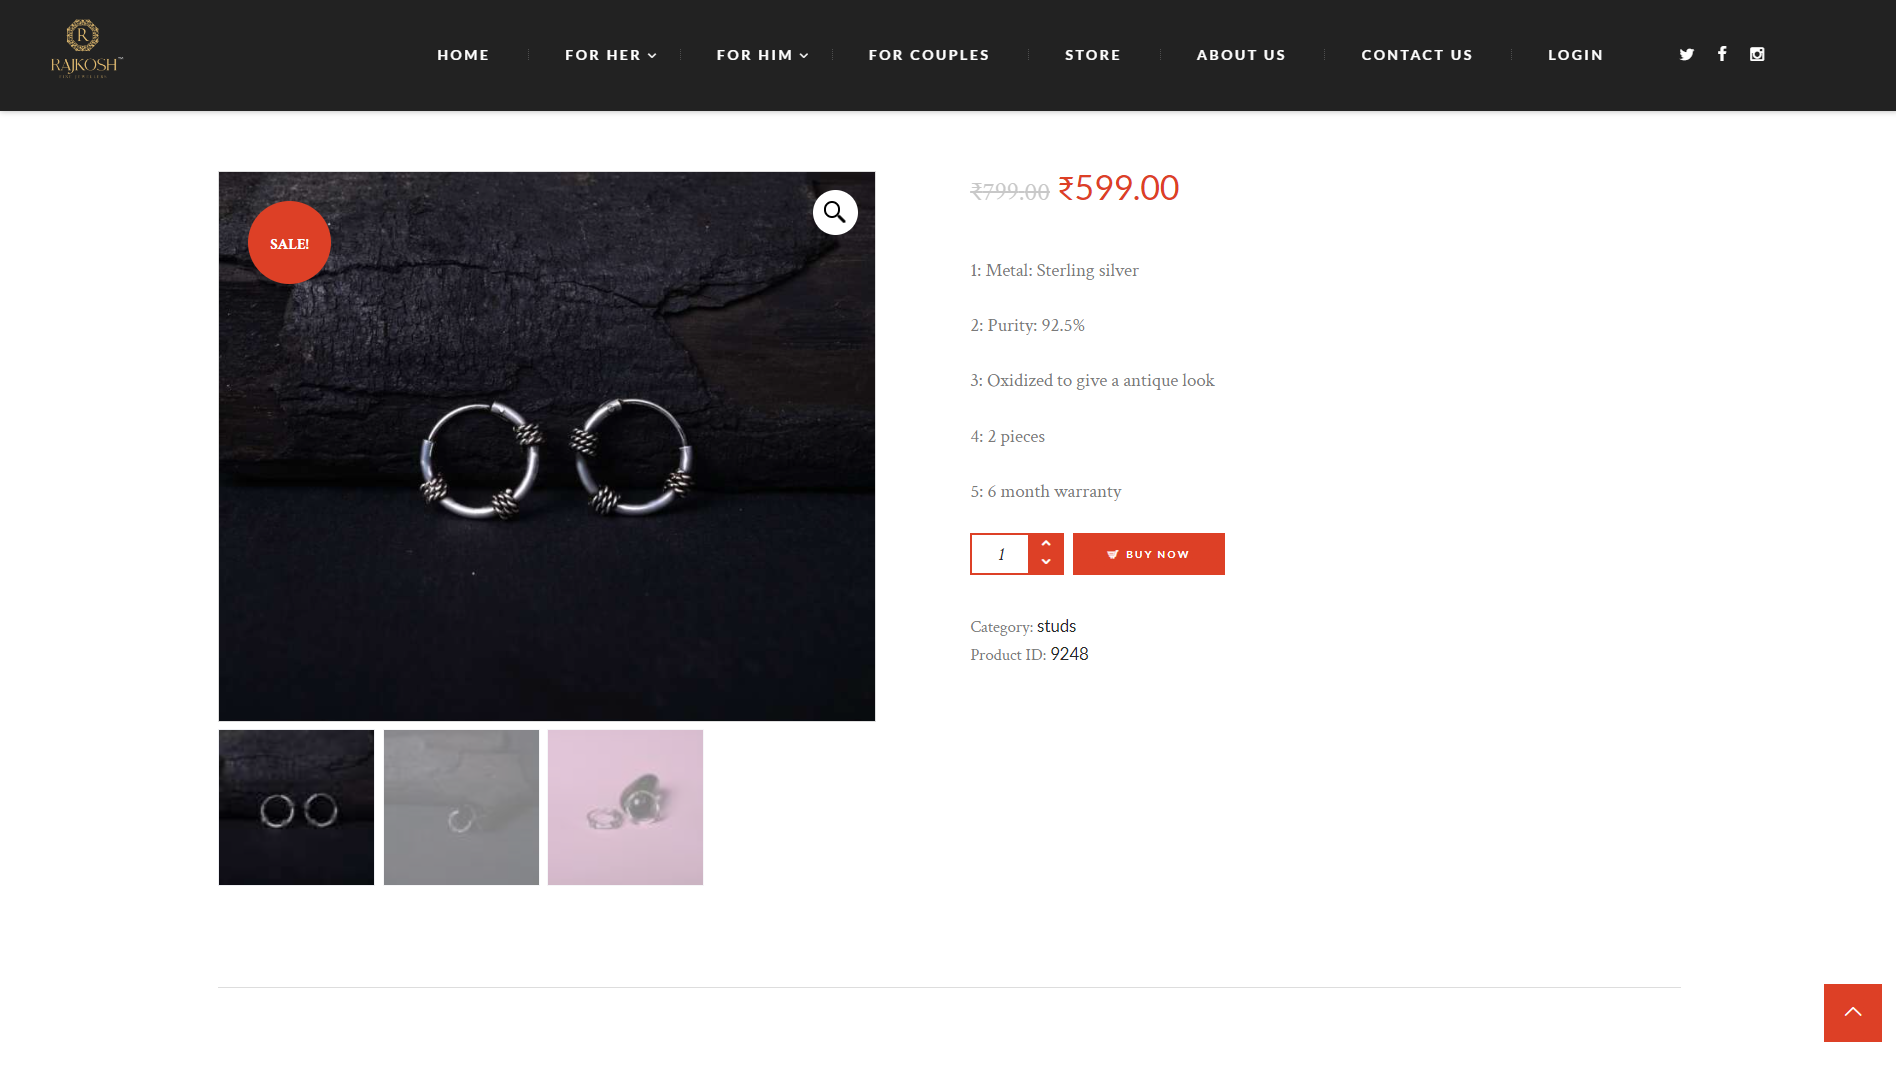 R
RAJKOSH™
FINE JEWELLERS
HOME
FOR HER
FOR HIM
FOR COUPLES
STORE
ABOUT US
CONTACT US
LOGIN
SALE!
₹799.00 ₹599.00
1: Metal: Sterling silver
2: Purity: 92.5%
3: Oxidized to give a antique look
4: 2 pieces
5: 6 month warranty
1
BUY NOW
Category: studs
Product ID: 9248